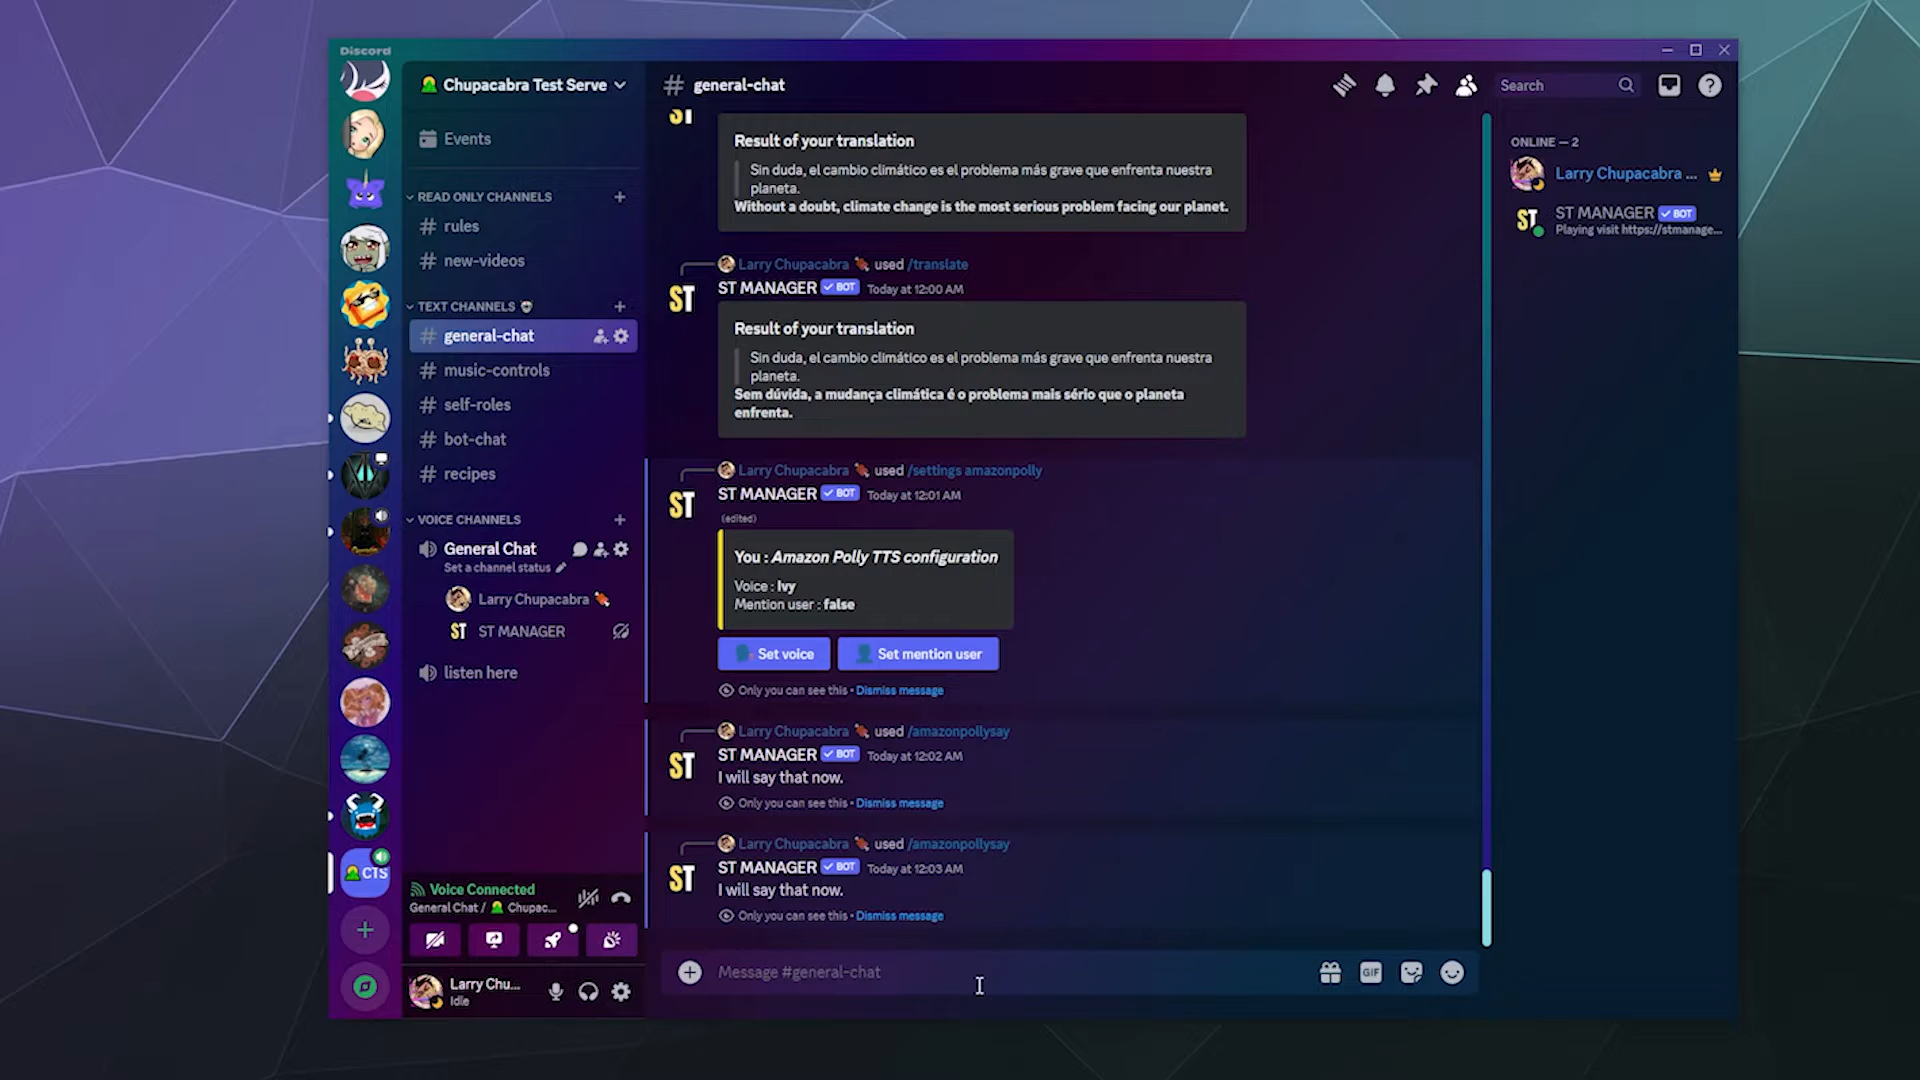 Discord
Chupacabra Test Serve
Events
READ ONLY CHANNELS
rules
new-videos
TEXT CHANNELS
general-chat
music-controls
self-roles
bot-chat
recipes
VOICE CHANNELS
General Chat
Set a channel status
Larry Chupacabra
ST MANAGER
listen here
CTS
Voice Connected
General Chat / Chupac...
Larry Chu...
Idle
# general-chat
Search
ST
Result of your translation
Sin duda, el cambio climático es el problema más grave que enfrenta nuestra
planeta.
Without a doubt, climate change is the most serious problem facing our planet.
Larry Chupacabra used /translate
ST MANAGER BOT Today at 12:00 AM
Result of your translation
Sin duda, el cambio climático es el problema más grave que enfrenta nuestra
planeta.
Sem dúvida, a mudança climática é o problema mais sério que o planeta
enfrenta.
Larry Chupacabra used /settings amazonpolly
ST MANAGER BOT Today at 12:01 AM
(edited)
You : Amazon Polly TTS configuration
Voice : Ivy
Mention user : false
Set voice Set mention user
Only you can see this • Dismiss message
Larry Chupacabra used /amazonpollysay
ST MANAGER BOT Today at 12:02 AM
I will say that now.
Only you can see this • Dismiss message
Larry Chupacabra used /amazonpollysay
ST MANAGER BOT Today at 12:03 AM
I will say that now.
Only you can see this • Dismiss message
Message #general-chat
GIF
ONLINE — 2
Larry Chupacabra ...
ST MANAGER BOT
Playing visit https://stmanage...